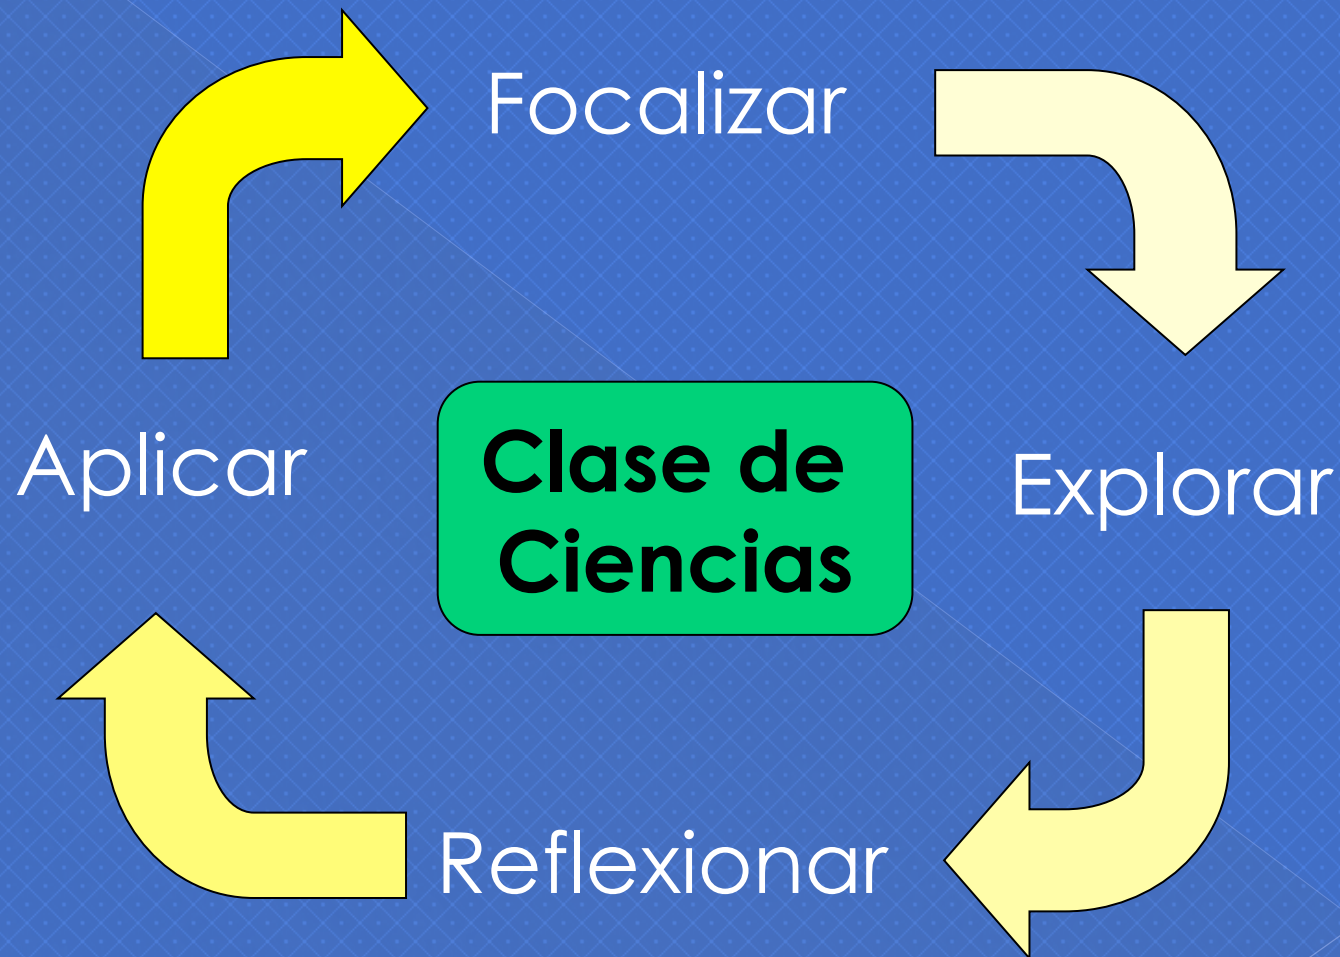 Focalizar
Aplicar
Clase de
Ciencias
Explorar
Reflexionar